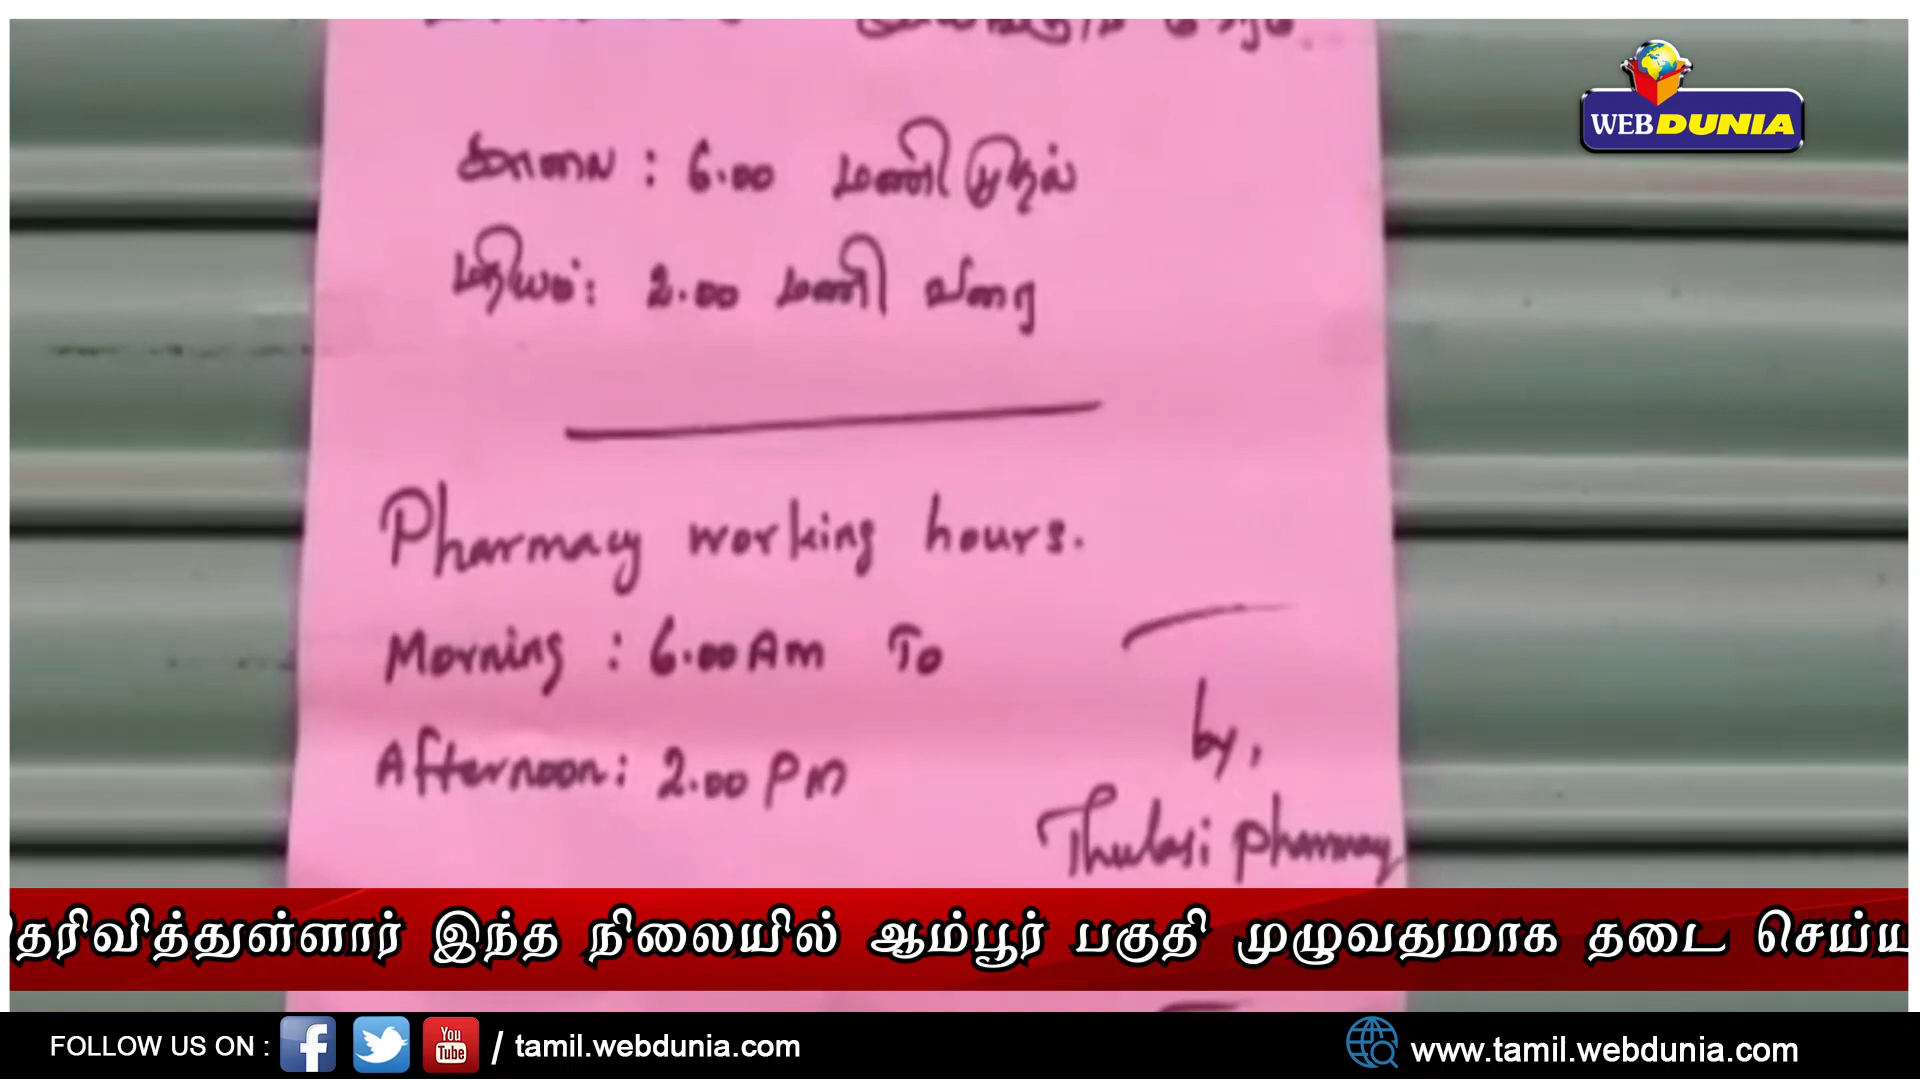 WEBDUNIA
காலை : 6.00 மணி முதல்
மதியம் : 2.00 மணி வரை
Pharmacy working hours.
Morning : 6.00 Am To
Afternoon : 2.00 Pm
by,
Thulasi pharmacy
தெரிவித்துள்ளார் இந்த நிலையில் ஆம்பூர் பகுதி முழுவதுமாக தடை செய்ய
FOLLOW US ON : f You Tube / tamil.webdunia.com
www.tamil.webdunia.com